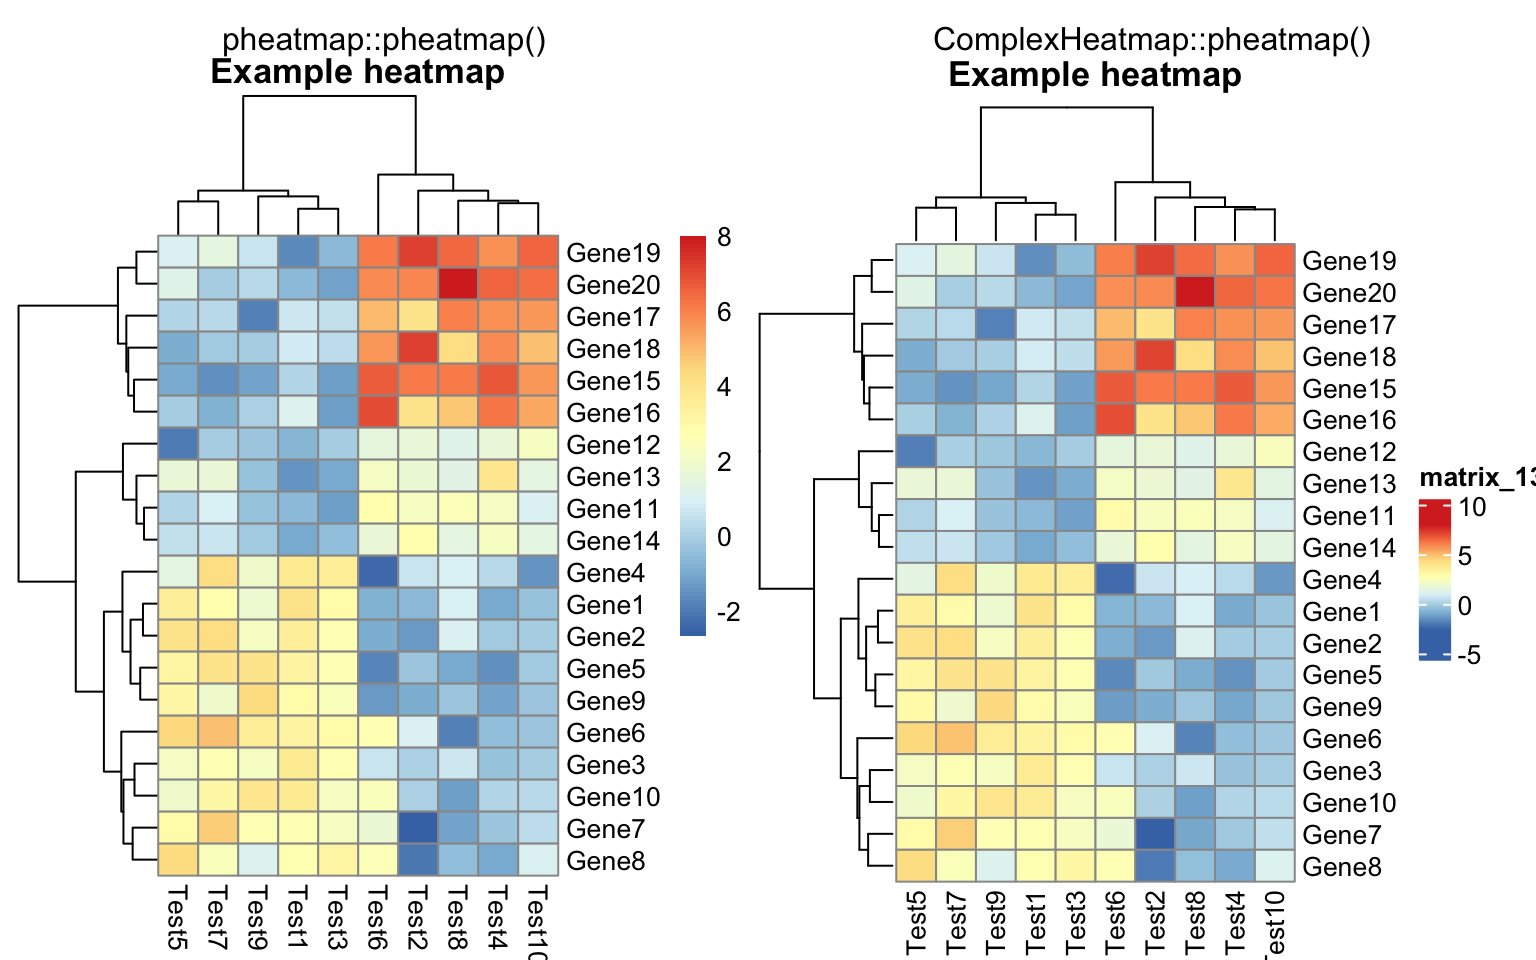 pheatmap::pheatmap()
Example heatmap
8
6
4
2
0
-2
Gene19
Gene20
Gene17
Gene18
Gene15
Gene16
Gene12
Gene13
Gene11
Gene14
Gene4
Gene1
Gene2
Gene5
Gene9
Gene6
Gene3
Gene10
Gene7
Gene8
Test5
Test7
Test9
Test1
Test3
Test6
Test2
Test8
Test4
Test10
ComplexHeatmap::pheatmap()
Example heatmap
Gene19
Gene20
Gene17
Gene18
Gene15
Gene16
Gene12
Gene13
Gene11
Gene14
Gene4
Gene1
Gene2
Gene5
Gene9
Gene6
Gene3
Gene10
Gene7
Gene8
Test5
Test7
Test9
Test1
Test3
Test6
Test2
Test8
Test4
Test10
matrix_13
10
5
0
-5